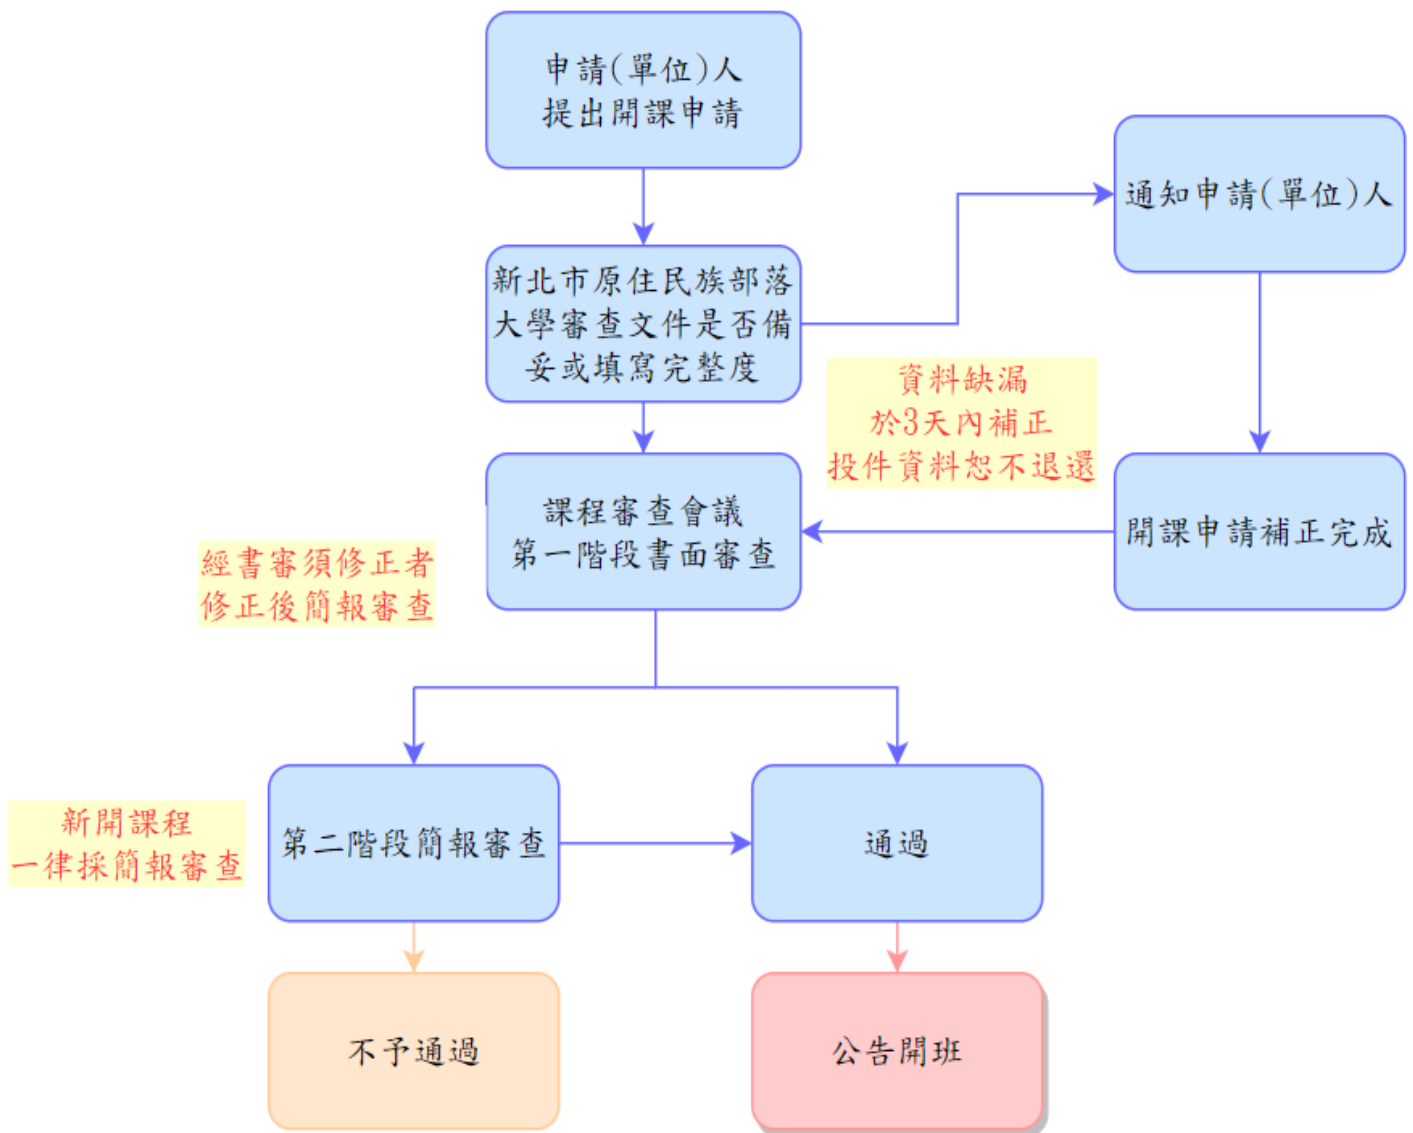 申請(單位)人
提出開課申請
通知申請(單位)人
新北市原住民族部落
大學審查文件是否備
妥或填寫完整度
資料缺漏
於3天內補正
投件資料恕不退還
課程審查會議
第一階段書面審查
開課申請補正完成
經書審須修正者
修正後簡報審查
新開課程
一律採簡報審查
第二階段簡報審查
通過
不予通過
公告開班